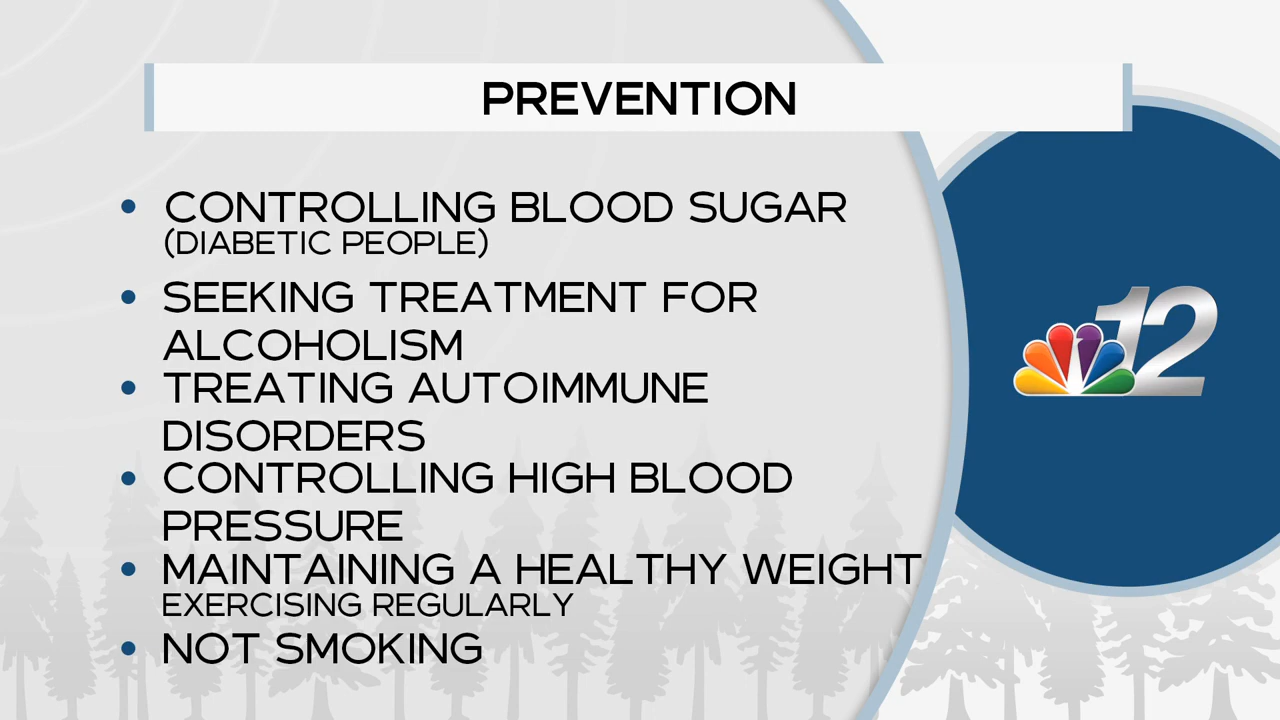 PREVENTION
CONTROLLING BLOOD SUGAR
(DIABETIC PEOPLE)
SEEKING TREATMENT FOR
ALCOHOLISM
TREATING AUTOIMMUNE
DISORDERS
CONTROLLING HIGH BLOOD
PRESSURE
MAINTAINING A HEALTHY WEIGHT
EXERCISING REGULARLY
NOT SMOKING
12